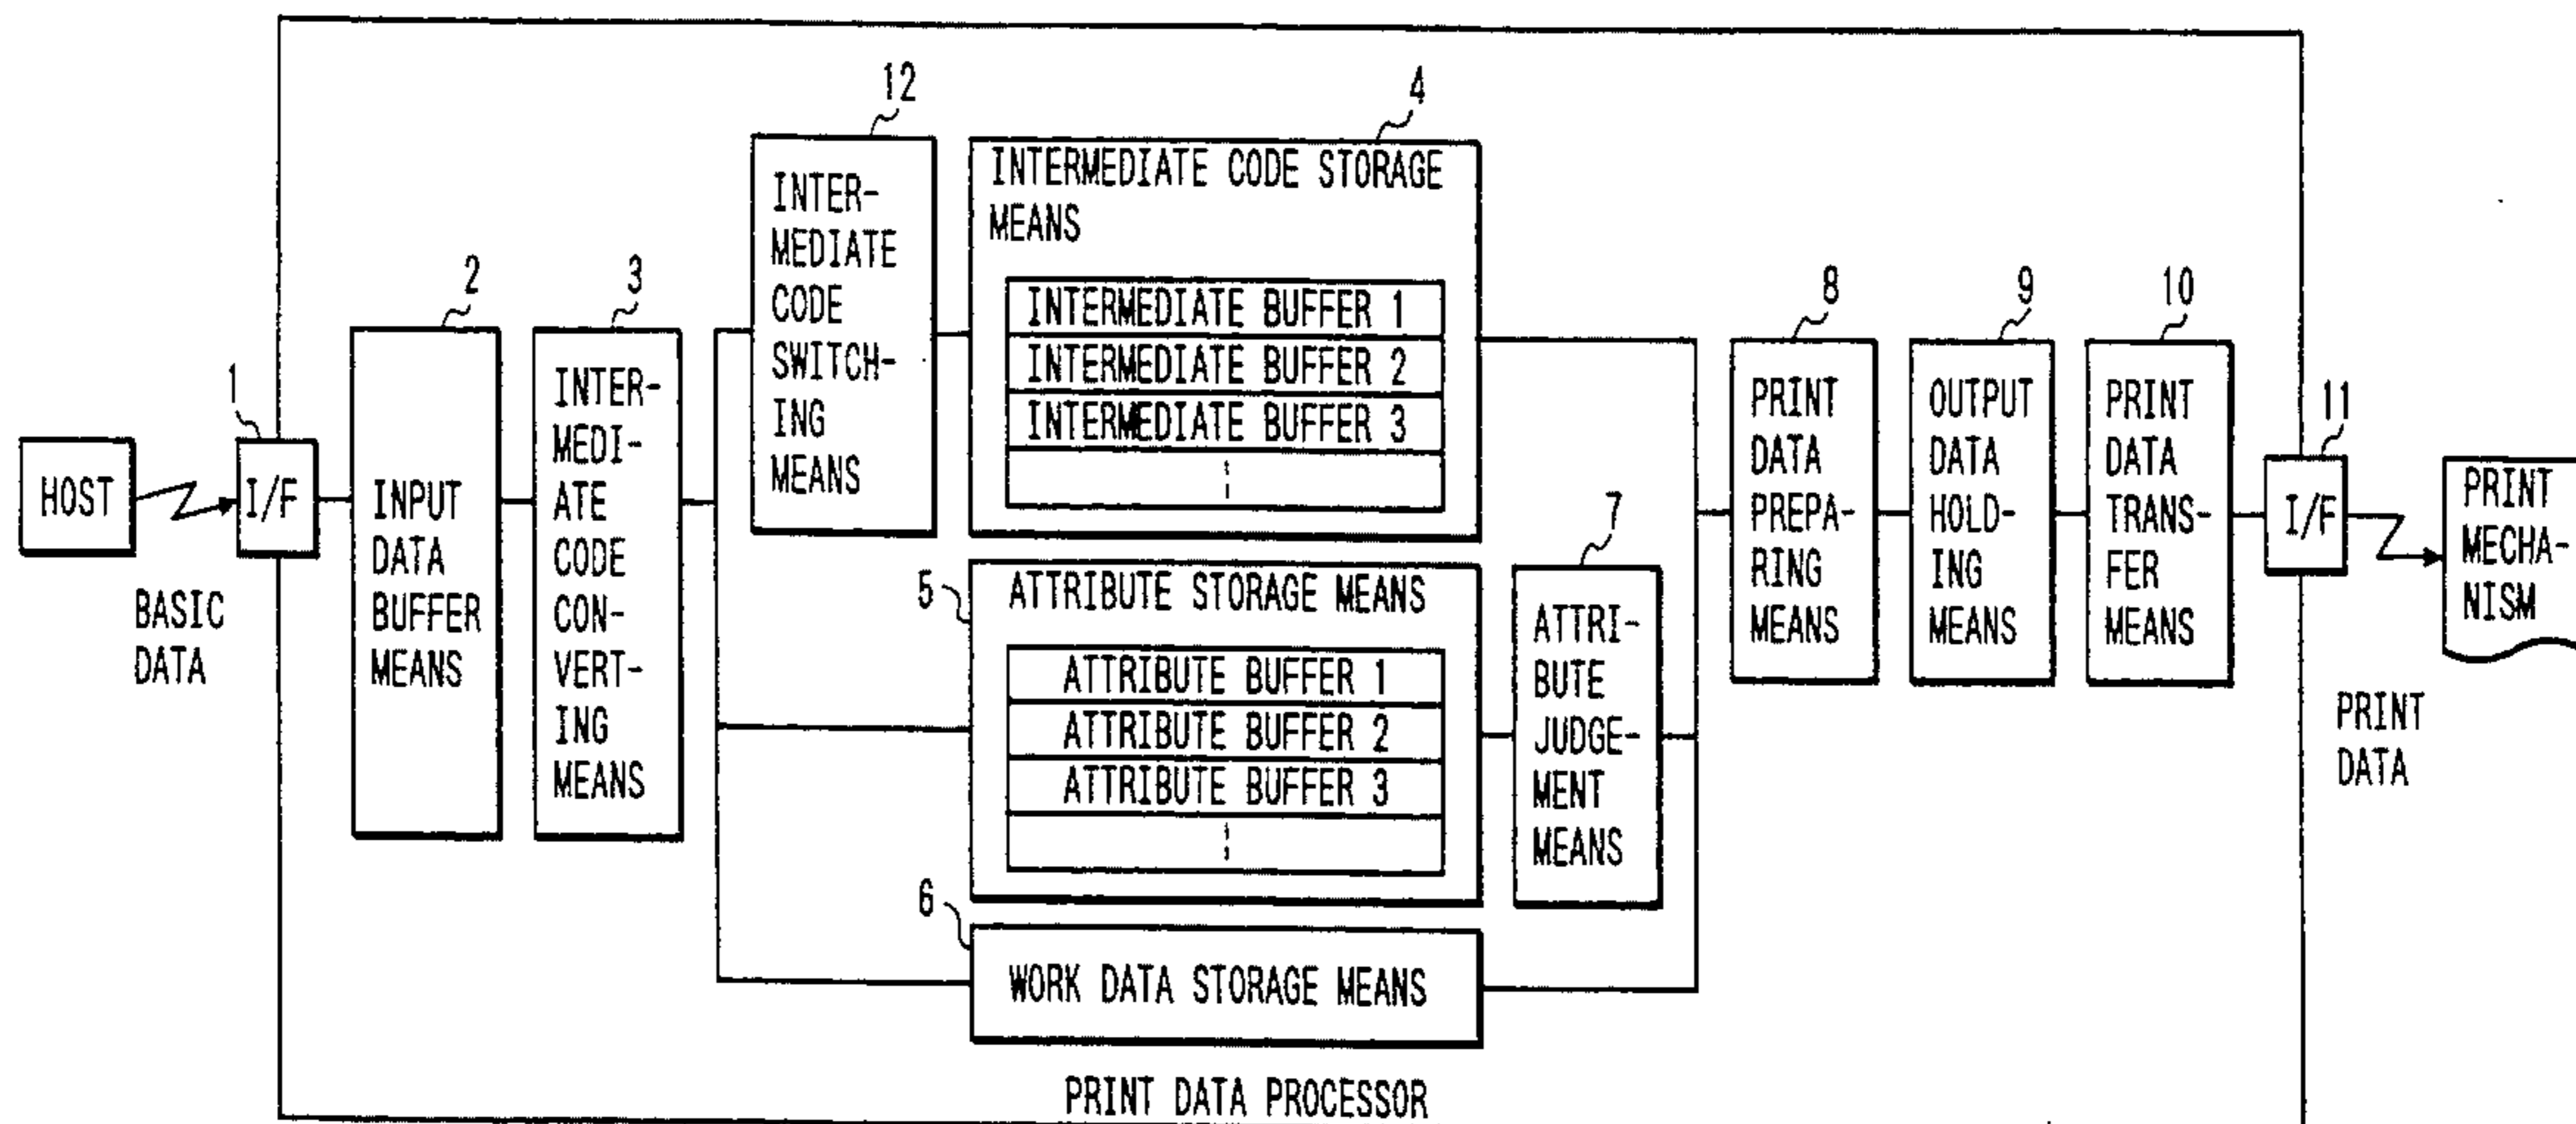 HOST
BASIC
DATA
1
I/F
2
INPUT
DATA
BUFFER
MEANS
3
INTER-
MEDI-
ATE
CODE
CON-
VERT-
ING
MEANS
12
INTER-
MEDIATE
CODE
SWITCH-
ING
MEANS
4
INTERMEDIATE CODE STORAGE
MEANS
INTERMEDIATE BUFFER 1
INTERMEDIATE BUFFER 2
INTERMEDIATE BUFFER 3
5
ATTRIBUTE STORAGE MEANS
ATTRIBUTE BUFFER 1
ATTRIBUTE BUFFER 2
ATTRIBUTE BUFFER 3
6
WORK DATA STORAGE MEANS
7
ATTRI-
BUTE
JUDGE-
MENT
MEANS
8
PRINT
DATA
PREPA-
RING
MEANS
9
OUTPUT
DATA
HOLD-
ING
MEANS
10
PRINT
DATA
TRANS-
FER
MEANS
11
I/F
PRINT
MECHA-
NISM
PRINT
DATA
PRINT DATA PROCESSOR